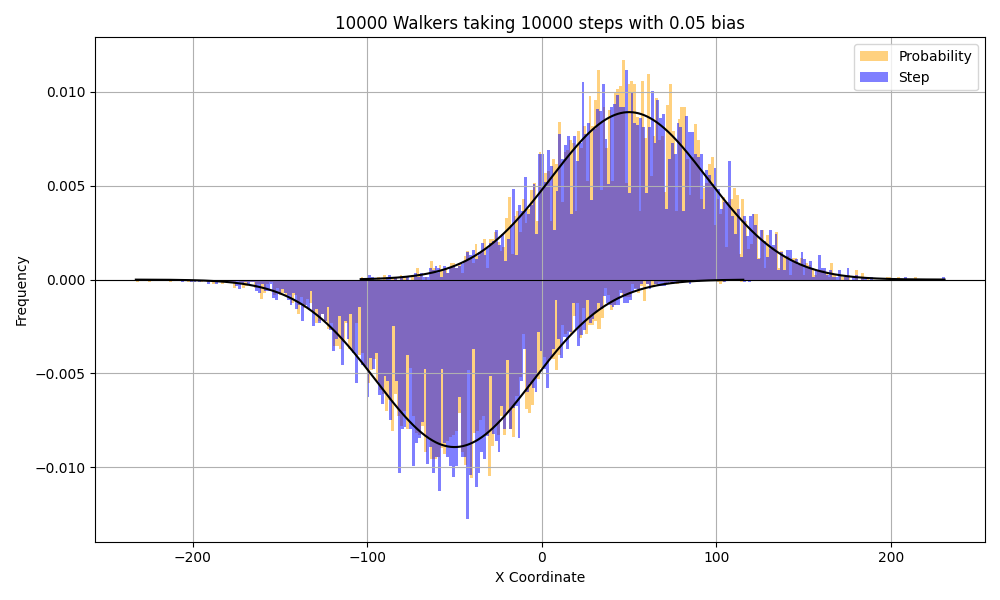 10000 Walkers taking 10000 steps with 0.05 bias
Probability
Step
0.010
0.005
0.000
−0.005
−0.010
Frequency
−200
−100
0
100
200
X Coordinate